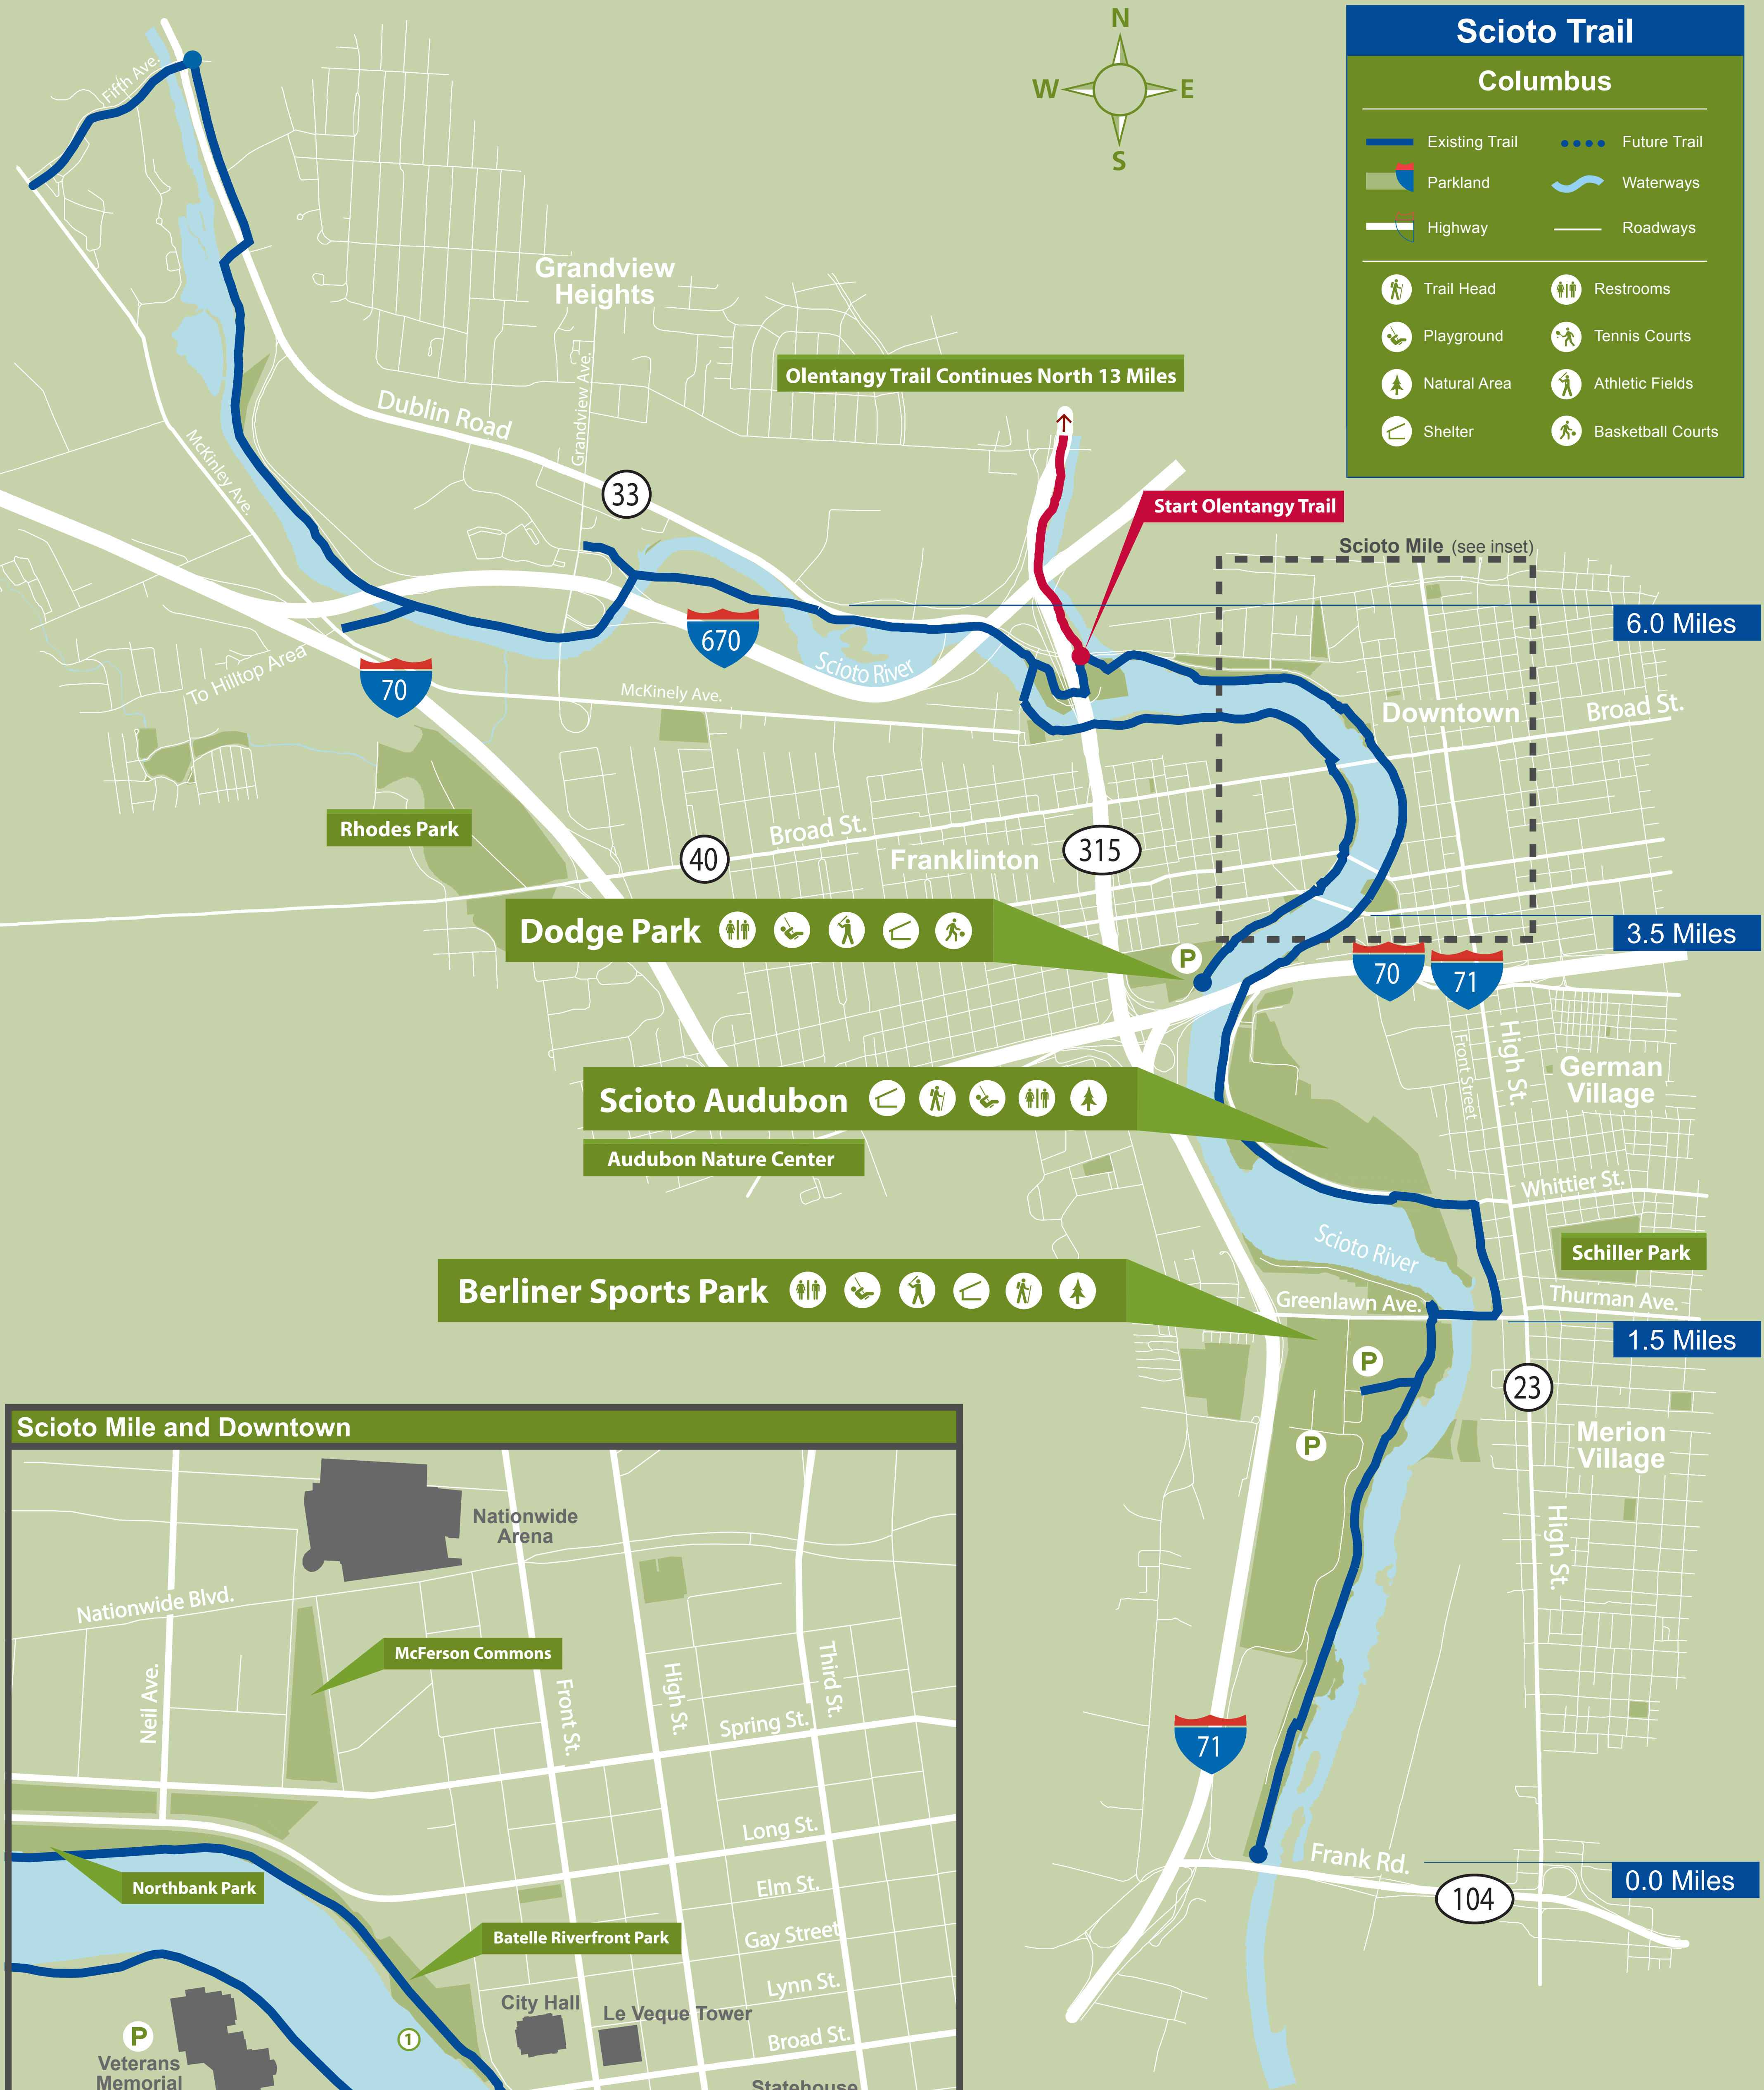 N
W
E
S
Scioto Trail
Columbus
Existing Trail
Future Trail
Parkland
Waterways
Highway
Roadways
Trail Head
Restrooms
Playground
Tennis Courts
Natural Area
Athletic Fields
Shelter
Basketball Courts
Fifth Ave.
Grandview
Heights
Grandview Ave.
Dublin Road
33
McKinley Ave.
Olentangy Trail Continues North 13 Miles
Start Olentangy Trail
Scioto Mile (see inset)
6.0 Miles
670
Scioto River
To Hilltop Area
70
McKinely Ave.
Downtown
Broad St.
Rhodes Park
40
Broad St.
Franklinton
315
Dodge Park
P
3.5 Miles
70
71
Front Street
High St.
German
Village
Scioto Audubon
Audubon Nature Center
Whittier St.
Scioto River
Schiller Park
Berliner Sports Park
Greenlawn Ave.
Thurman Ave.
1.5 Miles
P
23
P
Merion
Village
High St.
71
Frank Rd.
0.0 Miles
104
Scioto Mile and Downtown
Nationwide
Arena
Nationwide Blvd.
McFerson Commons
Neil Ave.
Front St.
High St.
Third St.
Spring St.
Long St.
Northbank Park
Elm St.
Batelle Riverfront Park
Gay Street
Lynn St.
City Hall
Le Veque Tower
1
P
Broad St.
Veterans
Memorial
Statehouse